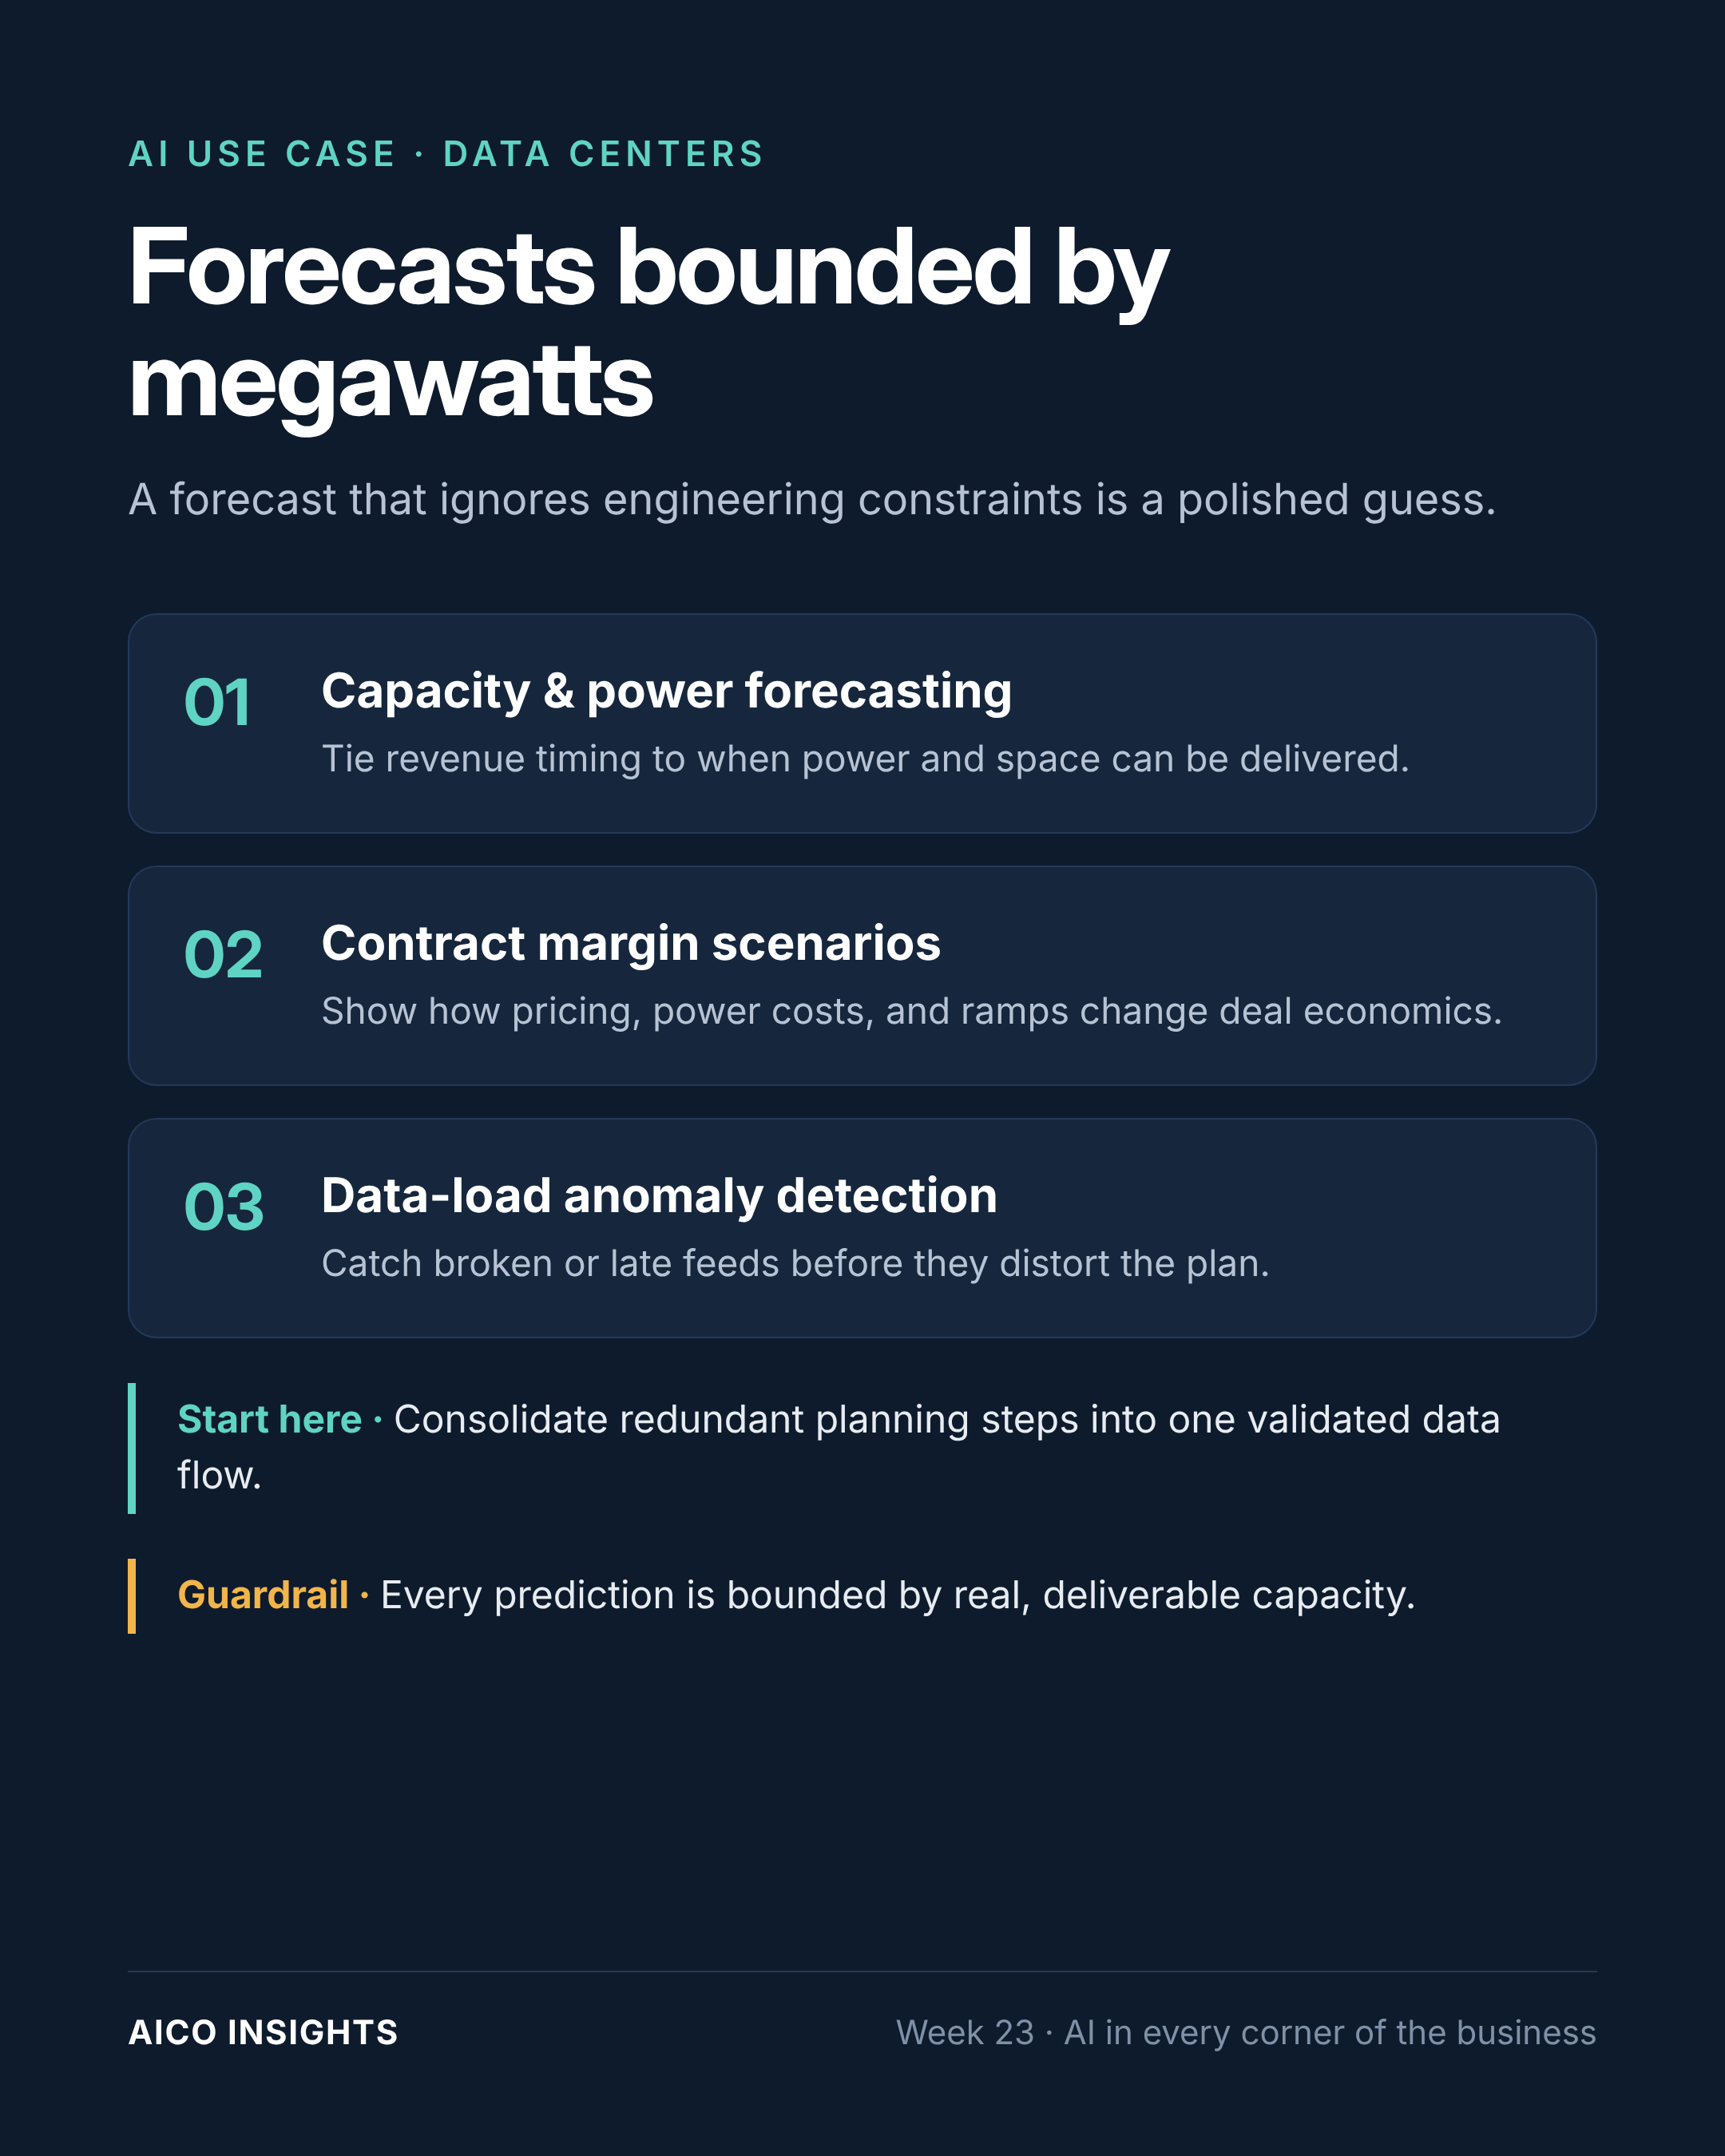 AI USE CASE · DATA CENTERS
Forecasts bounded by
megawatts
A forecast that ignores engineering constraints is a polished guess.
01
Capacity & power forecasting
Tie revenue timing to when power and space can be delivered.
02
Contract margin scenarios
Show how pricing, power costs, and ramps change deal economics.
03
Data-load anomaly detection
Catch broken or late feeds before they distort the plan.
Start here · Consolidate redundant planning steps into one validated data
flow.
Guardrail · Every prediction is bounded by real, deliverable capacity.
AICO INSIGHTS
Week 23 · AI in every corner of the business